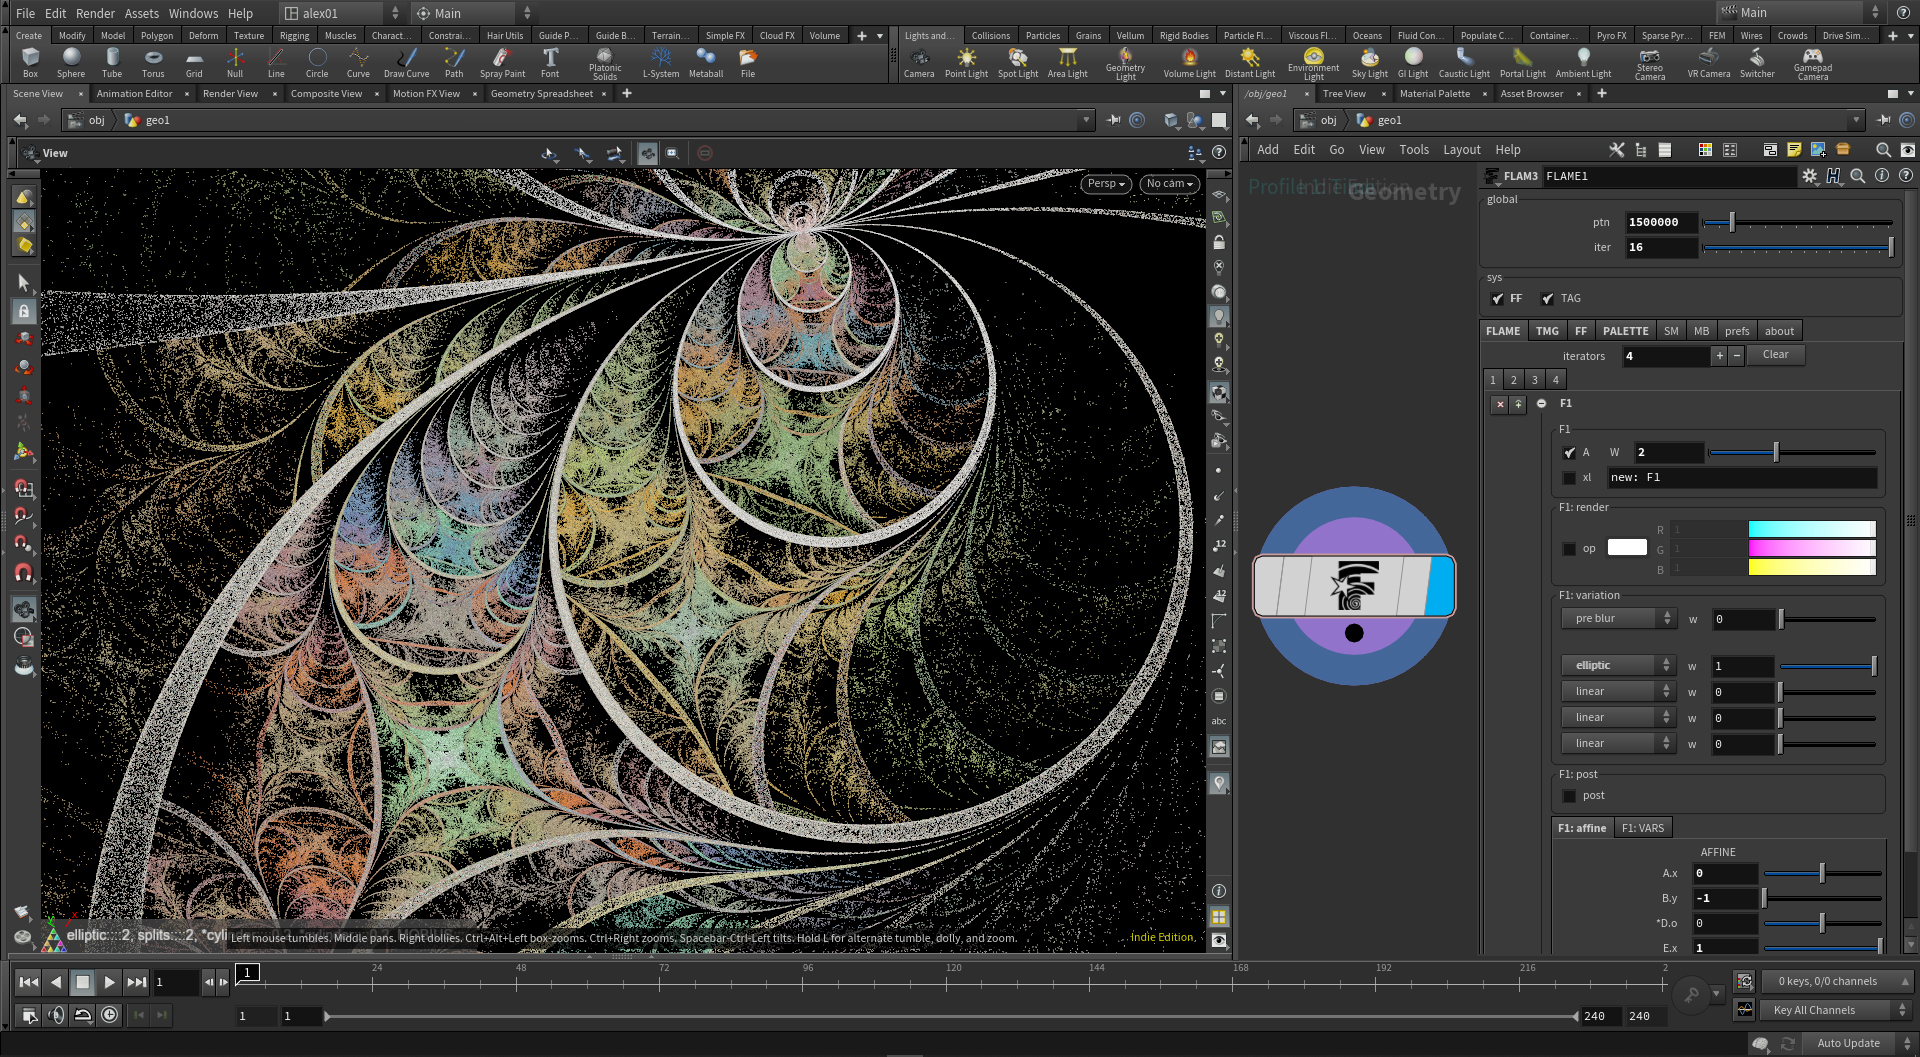 File Edit Render Assets Windows Help alex01 Main Main
Create Modify Model Polygon Deform Texture Rigging Muscles Charact... Constrai... Hair Utils Guide P... Guide B... Terrain... Simple FX Cloud FX Volume
Lights and... Collisions Particles Grains Vellum Rigid Bodies Particle Fl... Viscous Fl... Oceans Fluid Con... Populate C... Container... Pyro FX Sparse Pyr... FEM Wires Crowds Drive Sim...
Box Sphere Tube Torus Grid Null Line Circle Curve Draw Curve Path Spray Paint Font Platonic Solids L-System Metaball File
Camera Point Light Spot Light Area Light Geometry Light Volume Light Distant Light Environment Light Sky Light GI Light Caustic Light Portal Light Ambient Light Stereo Camera VR Camera Switcher Gamepad Camera
Scene View Animation Editor Render View Composite View Motion FX View Geometry Spreadsheet
/obj/geo1 Tree View Material Palette Asset Browser
obj geo1
obj geo1
View
Add Edit Go View Tools Layout Help
Persp No cam
Geometry
FLAM3 FLAME1
global
ptn 1500000
iter 16
sys
FF TAG
FLAME TMG FF PALETTE SM MB prefs about
iterators 4 + - Clear
1 2 3 4
F1
F1
A W 2
xl new: F1
F1: render
op
R 1
G 1
B 1
F1: variation
pre blur w 0
elliptic w 1
linear w 0
linear w 0
linear w 0
F1: post
post
F1: affine F1: VARS
AFFINE
A.x 0
B.y -1
*D.o 0
E.x 1
12
12
abc
elliptic::::2, splits::::2, *cyli
Left mouse tumbles. Middle pans. Right dollies. Ctrl+Alt+Left box-zooms. Ctrl+Right zooms. Spacebar-Ctrl-Left tilts. Hold L for alternate tumble, dolly, and zoom.
Indie Edition
1 1 24 48 72 96 120 144 168 192 216 2
0 keys, 0/0 channels
1 1 240 240
Key All Channels
Auto Update